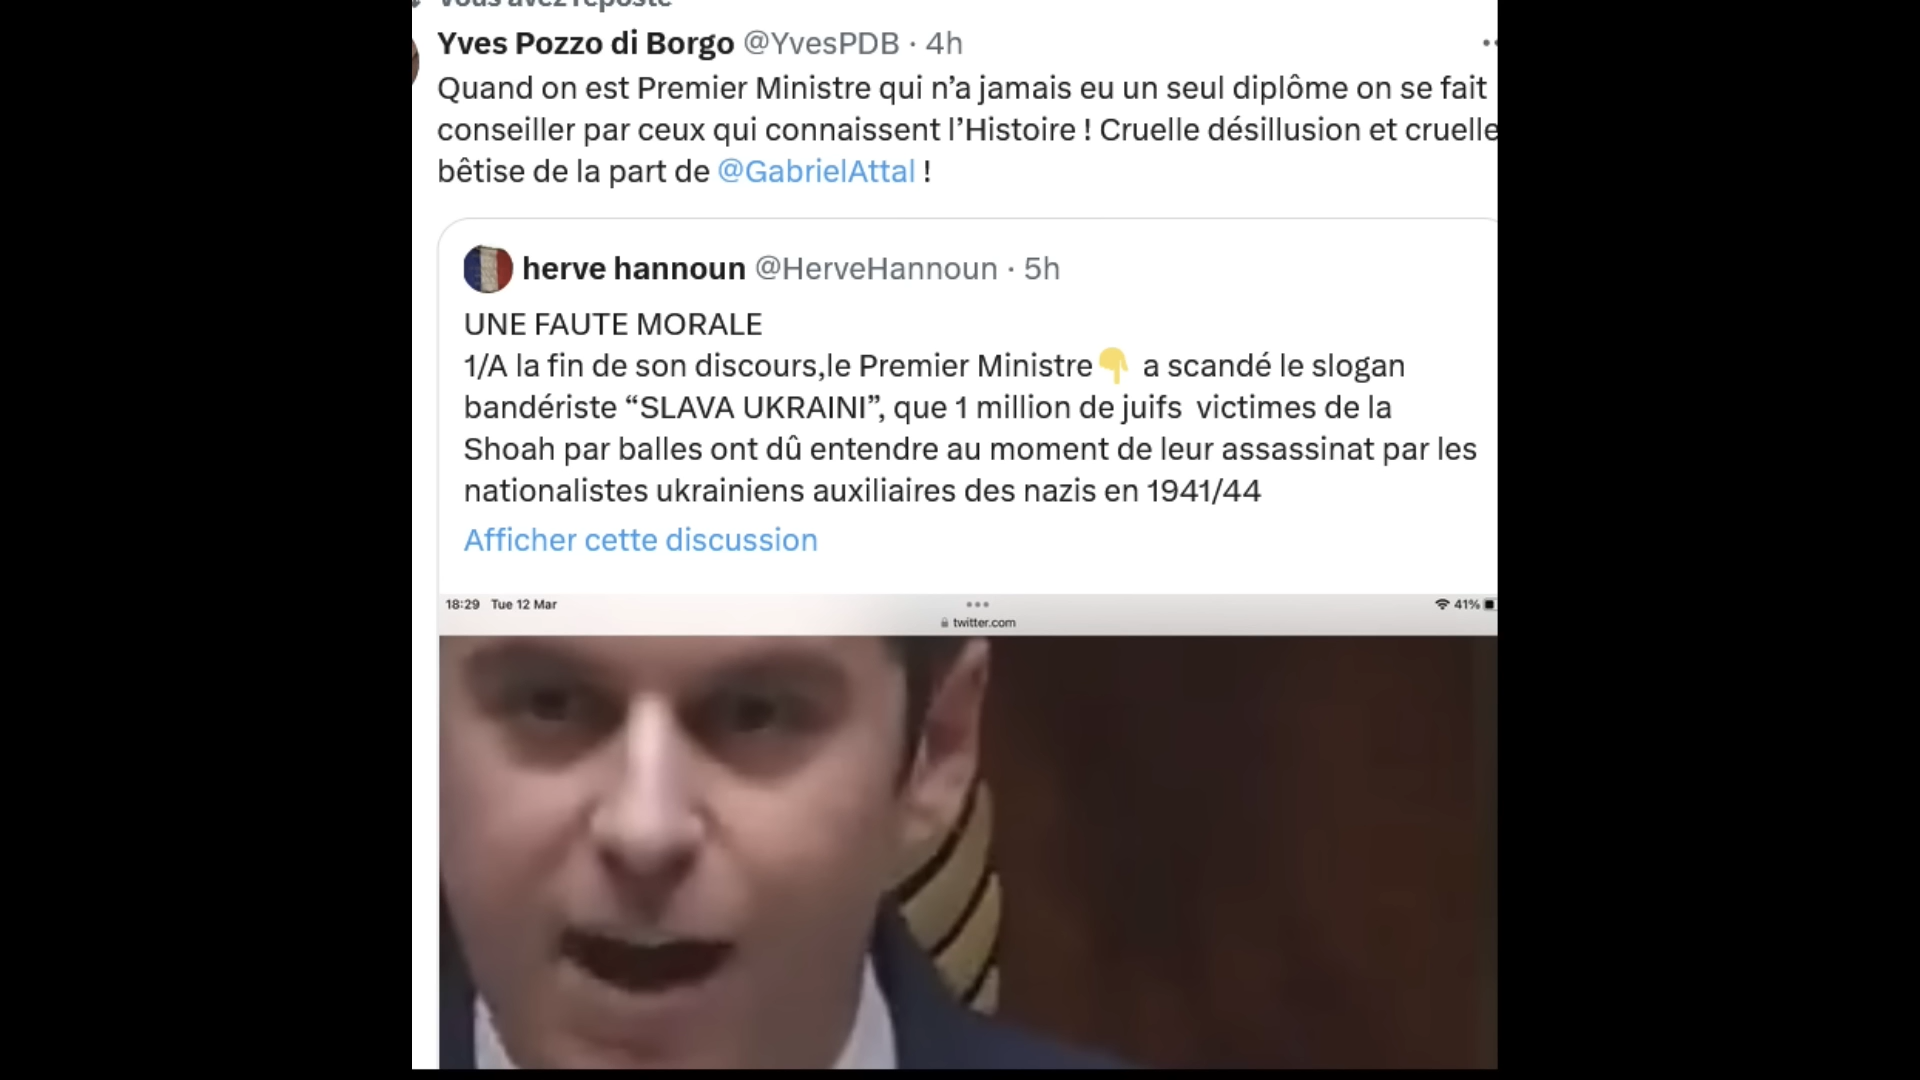 Vous avez reposté
Yves Pozzo di Borgo @YvesPDB · 4h
Quand on est Premier Ministre qui n’a jamais eu un seul diplôme on se fait
conseiller par ceux qui connaissent l’Histoire ! Cruelle désillusion et cruelle
bêtise de la part de @GabrielAttal !
herve hannoun @HerveHannoun · 5h
UNE FAUTE MORALE
1/A la fin de son discours,le Premier Ministre👇 a scandé le slogan
bandériste “SLAVA UKRAINI”, que 1 million de juifs victimes de la
Shoah par balles ont dû entendre au moment de leur assassinat par les
nationalistes ukrainiens auxiliaires des nazis en 1941/44
Afficher cette discussion
18:29 Tue 12 Mar
41%
twitter.com